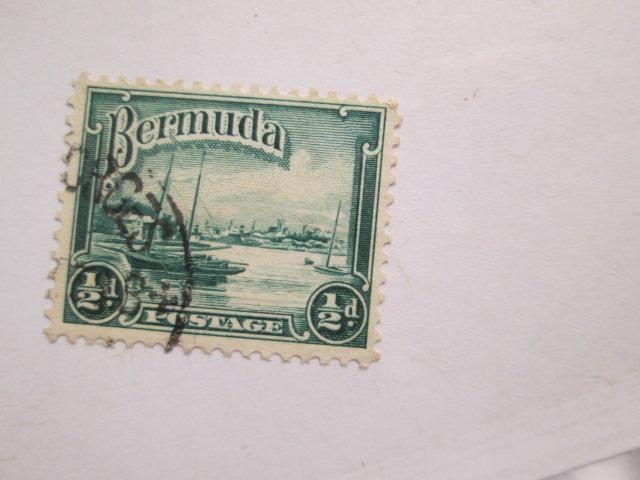 Bermuda
½d.
POSTAGE
½d.